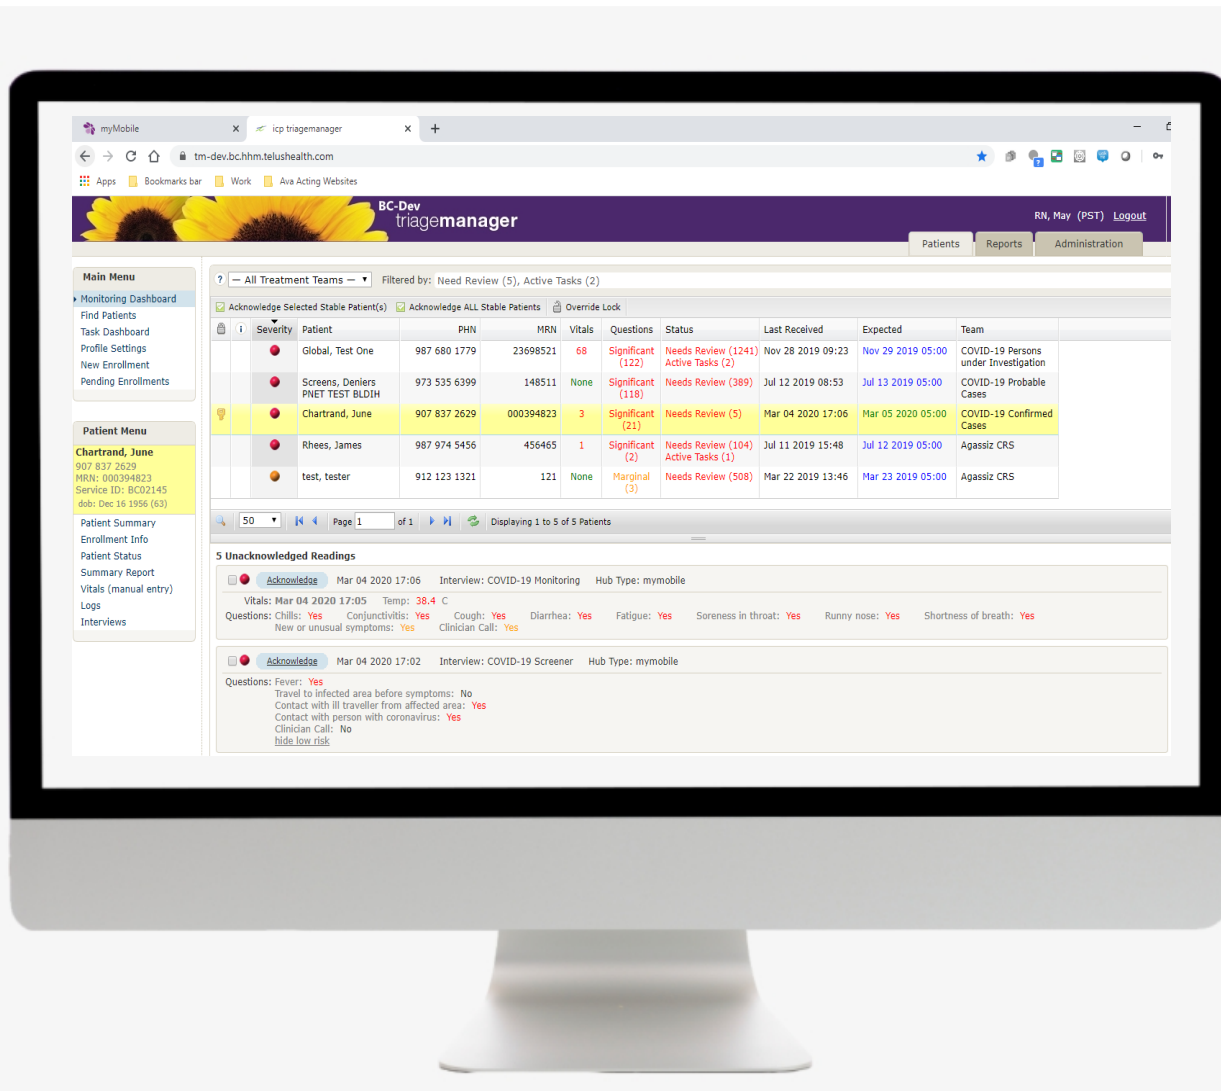 myMobile x icp triagemanager x +
tm-dev.bc.hhm.telushealth.com
Apps Bookmarks bar Work Ava Acting Websites
BC-Dev
triagemanager
RN, May (PST) Logout
Patients Reports Administration
Main Menu
Monitoring Dashboard
Find Patients
Task Dashboard
Profile Settings
New Enrollment
Pending Enrollments
Patient Menu
Chartrand, June
907 837 2629
MRN: 000394823
Service ID: BC02145
dob: Dec 16 1956 (63)
Patient Summary
Enrollment Info
Patient Status
Summary Report
Vitals (manual entry)
Logs
Interviews
? — All Treatment Teams — Filtered by: Need Review (5), Active Tasks (2)
Acknowledge Selected Stable Patient(s) Acknowledge ALL Stable Patients Override Lock
i Severity Patient PHN MRN Vitals Questions Status Last Received Expected Team
Global, Test One 987 680 1779 23698521 68 Significant Needs Review (1241) Nov 28 2019 09:23 Nov 29 2019 05:00 COVID-19 Persons
(122) Active Tasks (2) under Investigation
Screens, Deniers 973 535 6399 148511 None Significant Needs Review (389) Jul 12 2019 08:53 Jul 13 2019 05:00 COVID-19 Probable
PNET TEST BLDIH (118) Cases
Chartrand, June 907 837 2629 000394823 3 Significant Needs Review (5) Mar 04 2020 17:06 Mar 05 2020 05:00 COVID-19 Confirmed
(21) Cases
Rhees, James 987 974 5456 456465 1 Significant Needs Review (104) Jul 11 2019 15:48 Jul 12 2019 05:00 Agassiz CRS
(2) Active Tasks (1)
test, tester 912 123 1321 121 None Marginal Needs Review (508) Mar 22 2019 13:46 Mar 23 2019 05:00 Agassiz CRS
(3)
50 Page 1 of 1 Displaying 1 to 5 of 5 Patients
5 Unacknowledged Readings
Acknowledge Mar 04 2020 17:06 Interview: COVID-19 Monitoring Hub Type: mymobile
Vitals: Mar 04 2020 17:05 Temp: 38.4 C
Questions: Chills: Yes Conjunctivitis: Yes Cough: Yes Diarrhea: Yes Fatigue: Yes Soreness in throat: Yes Runny nose: Yes Shortness of breath: Yes
New or unusual symptoms: Yes Clinician Call: Yes
Acknowledge Mar 04 2020 17:02 Interview: COVID-19 Screener Hub Type: mymobile
Questions: Fever: Yes
Travel to infected area before symptoms: No
Contact with ill traveller from affected area: Yes
Contact with person with coronavirus: Yes
Clinician Call: No
hide low risk